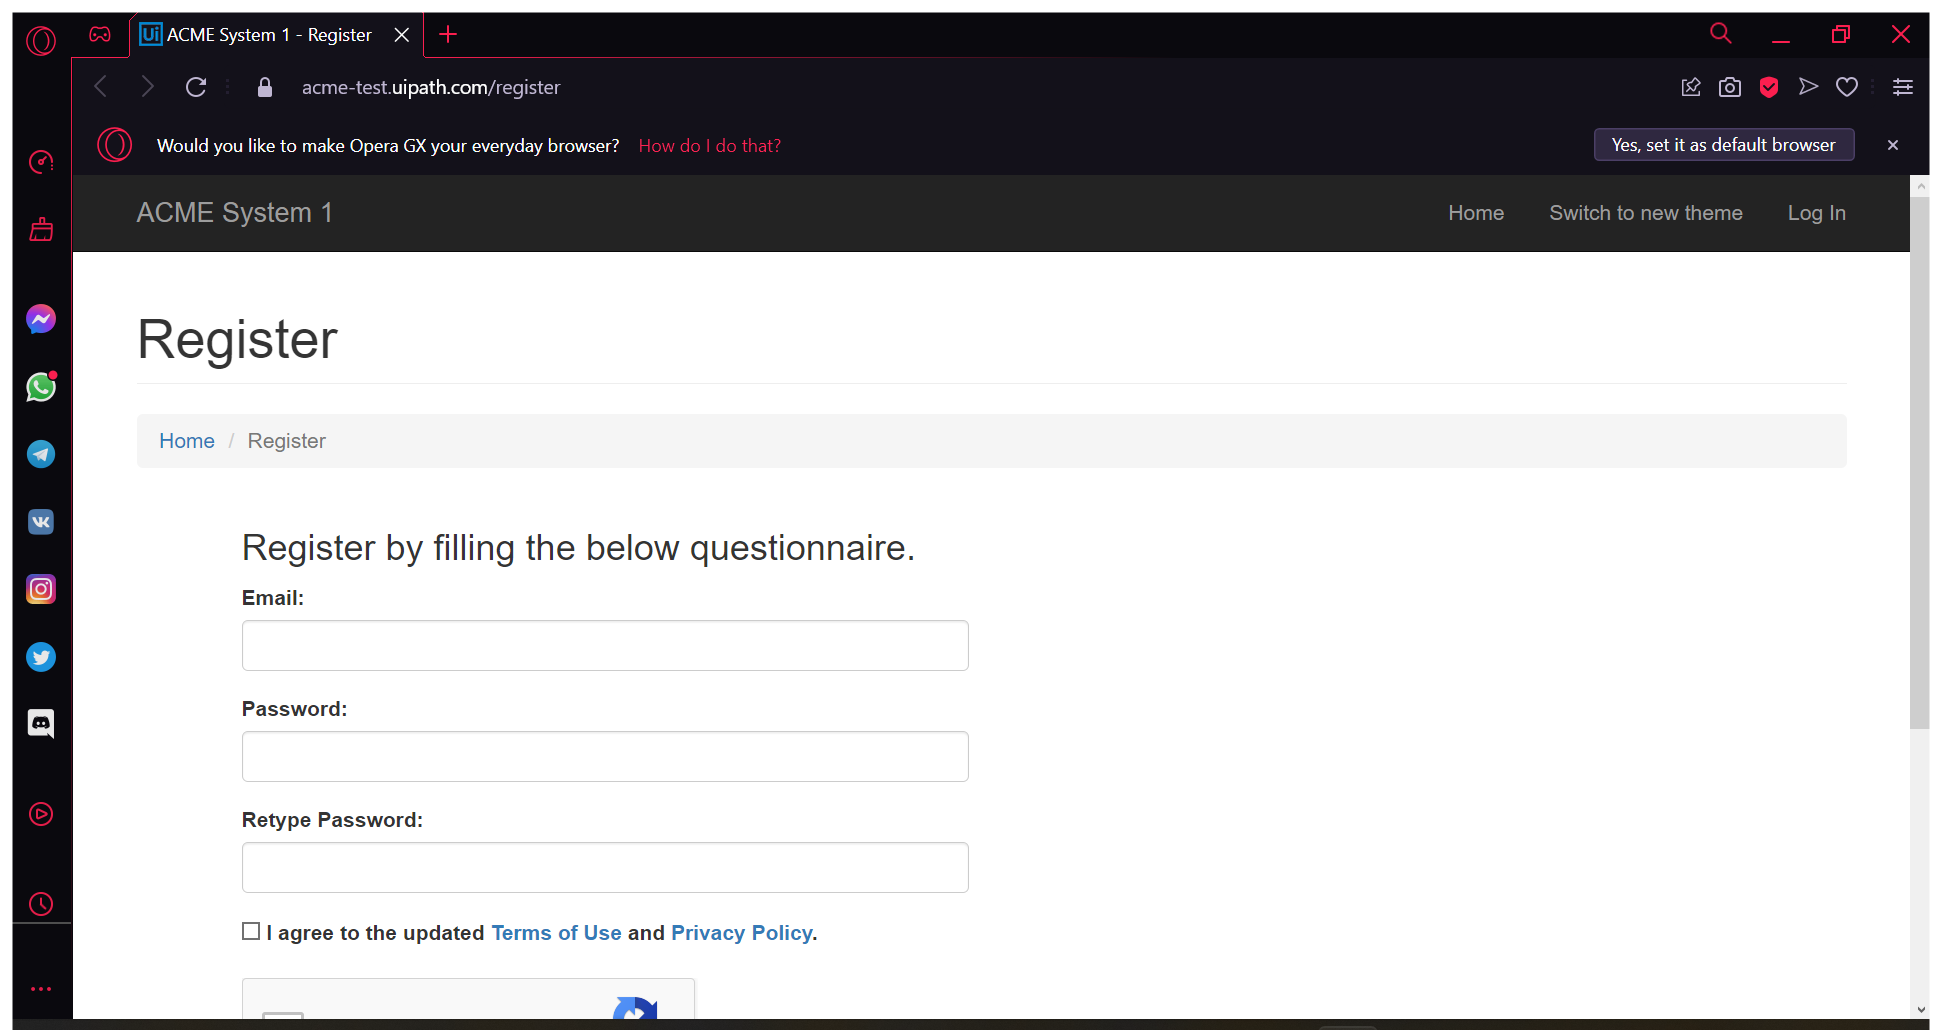 Ui ACME System 1 - Register
acme-test.uipath.com/register
Would you like to make Opera GX your everyday browser? How do I do that? Yes, set it as default browser
ACME System 1 Home Switch to new theme Log In
Register
Home / Register
Register by filling the below questionnaire.
Email:
Password:
Retype Password:
I agree to the updated Terms of Use and Privacy Policy.